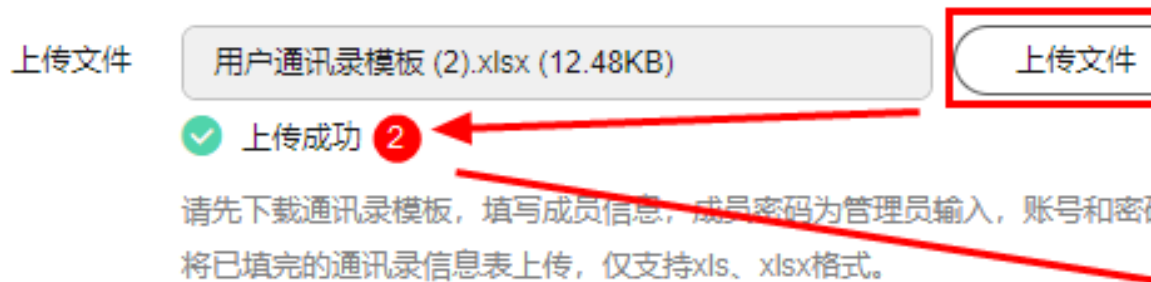 上传文件 用户通讯录模板 (2).xlsx (12.48KB) 上传文件
上传成功 2
请先下载通讯录模板，填写成员信息，成员密码为管理员输入，账号和密
将已填完的通讯录信息表上传，仅支持xls、xlsx格式。